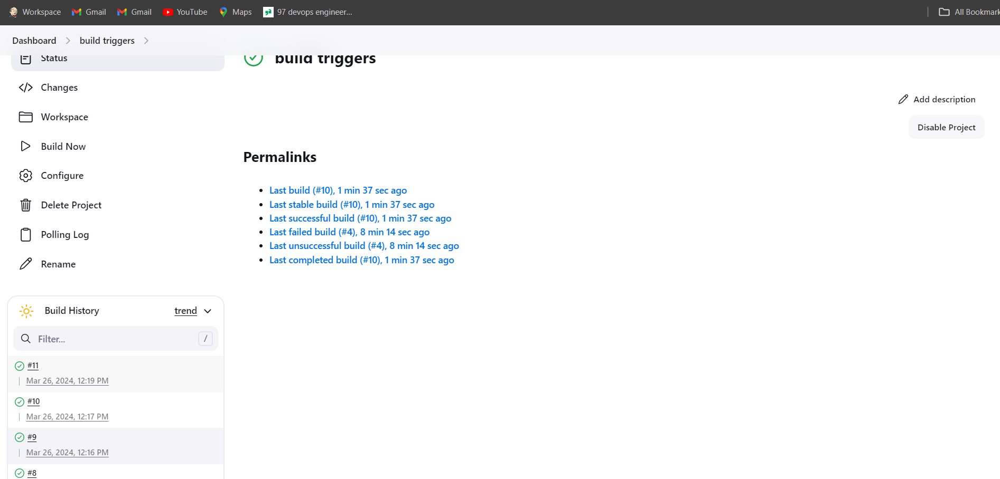 Workspace Gmail Gmail YouTube Maps 97 devops engineer... All Bookmark
Dashboard build triggers
Status
build triggers
Changes
Add description
Workspace
Disable Project
Build Now
Permalinks
Configure
Last build (#10), 1 min 37 sec ago
Delete Project
Last stable build (#10), 1 min 37 sec ago
Last successful build (#10), 1 min 37 sec ago
Polling Log
Last failed build (#4), 8 min 14 sec ago
Last unsuccessful build (#4), 8 min 14 sec ago
Rename
Last completed build (#10), 1 min 37 sec ago
Build History trend
Filter... /
#11
Mar 26, 2024, 12:19 PM
#10
Mar 26, 2024, 12:17 PM
#9
Mar 26, 2024, 12:16 PM
#8